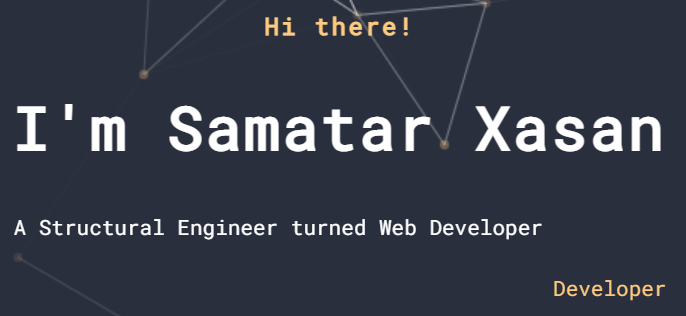 Hi there!
I'm Samatar Xasan
A Structural Engineer turned Web Developer
Developer